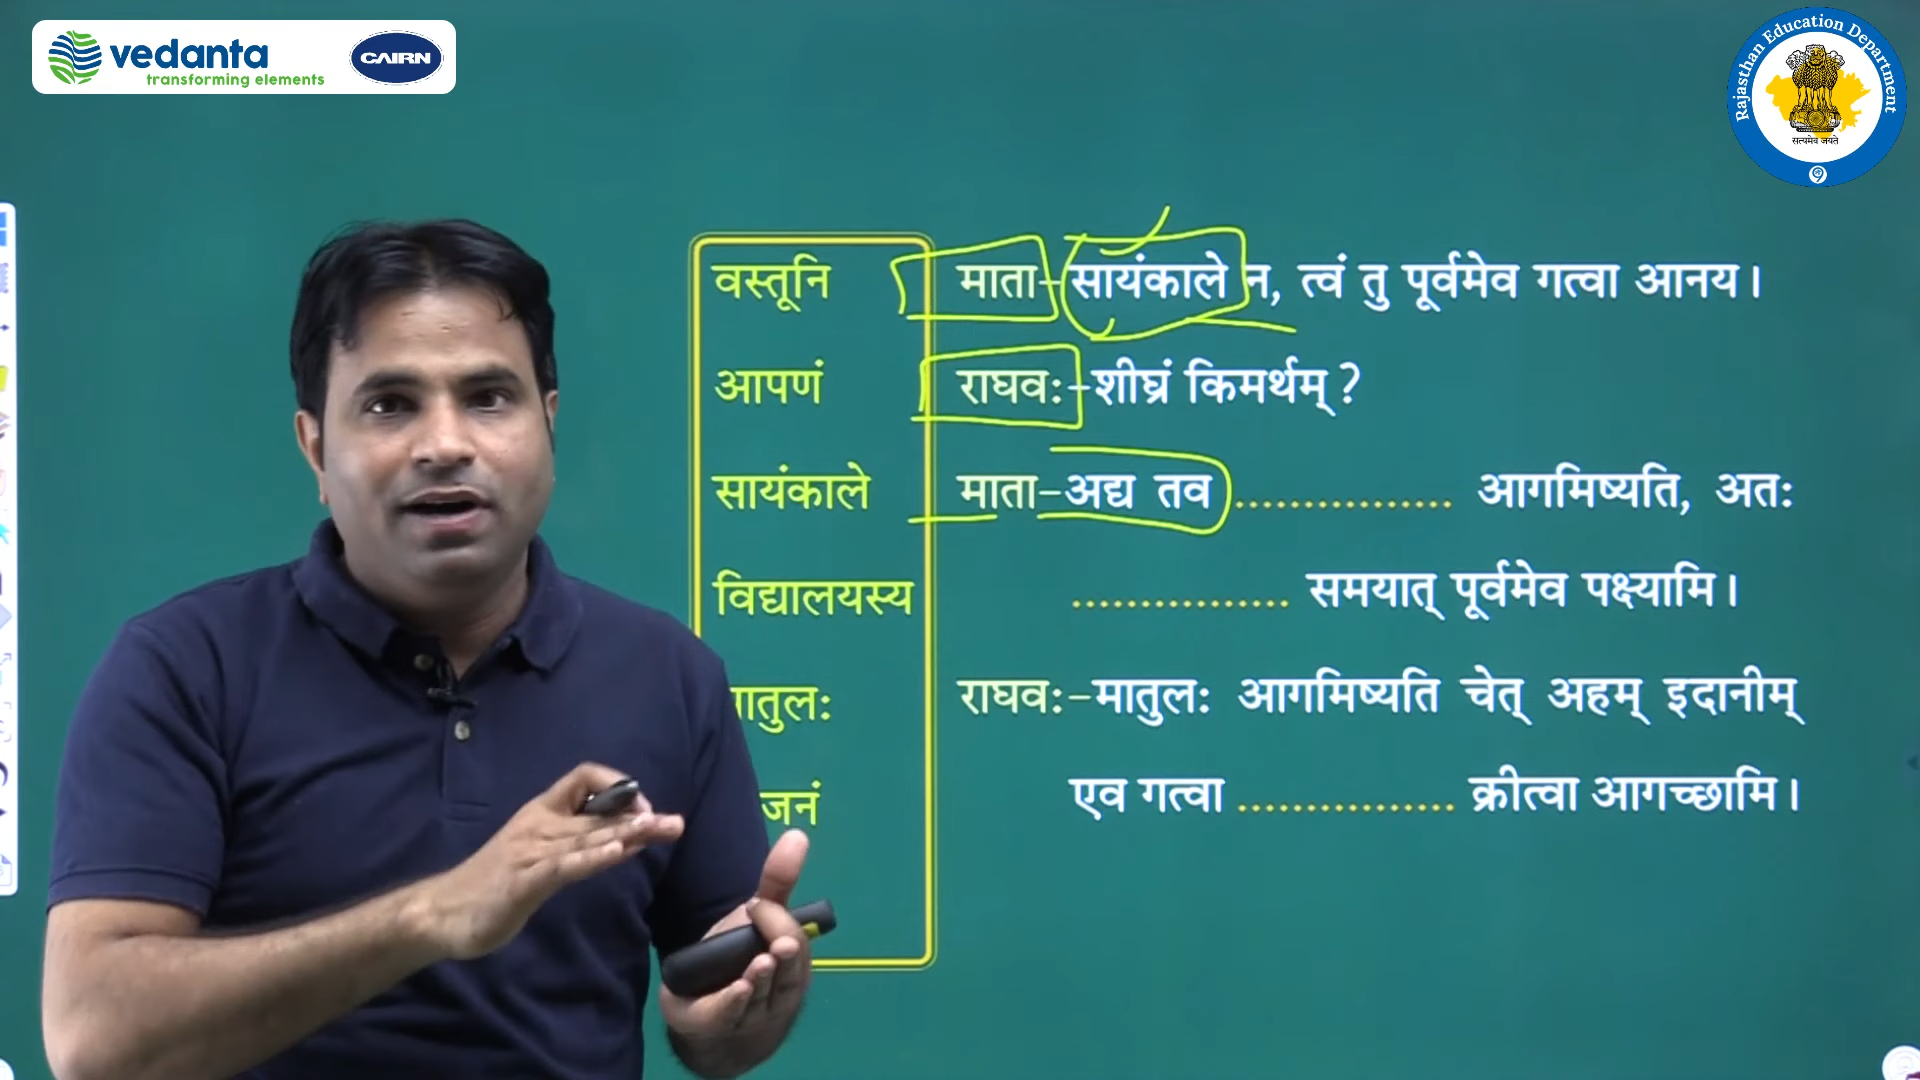 vedanta
transforming elements
CAIRN
Rajasthan Education Department
सत्यमेव जयते
वस्तूनि
आपणं
सायंकाले
विद्यालयस्य
माता-सायंकाले न, त्वं तु पूर्वमेव गत्वा आनय।
राघवः-शीघ्रं किमर्थम् ?
माता-अद्य तव ................ आगमिष्यति, अतः
................ समयात् पूर्वमेव पक्ष्यामि।
राघवः-मातुलः आगमिष्यति चेत् अहम् इदानीम्
एव गत्वा ................ क्रीत्वा आगच्छामि।